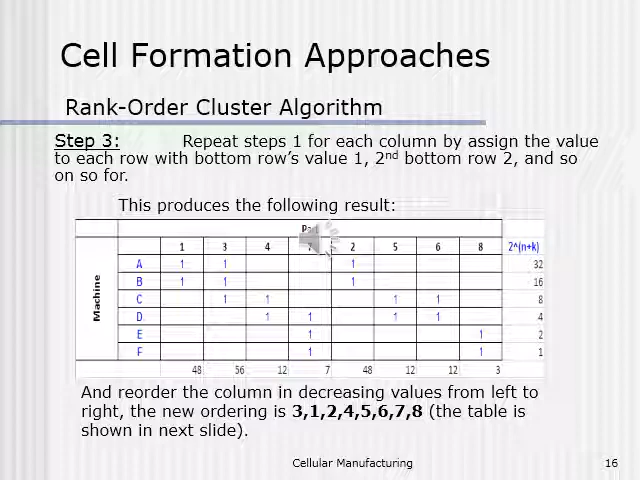 Cell Formation Approaches
Rank-Order Cluster Algorithm
Step 3: Repeat steps 1 for each column by assign the value
to each row with bottom row's value 1, 2nd bottom row 2, and so
on so for.
This produces the following result:
1 3 4 7 2 5 6 8 2^(n+k)
Machine
A 1 1 1 32
B 1 1 1 16
C 1 1 1 1 8
D 1 1 1 1 4
E 1 1 2
F 1 1 1
48 56 12 7 48 12 12 3
And reorder the column in decreasing values from left to
right, the new ordering is 3,1,2,4,5,6,7,8 (the table is
shown in next slide).
Cellular Manufacturing 16